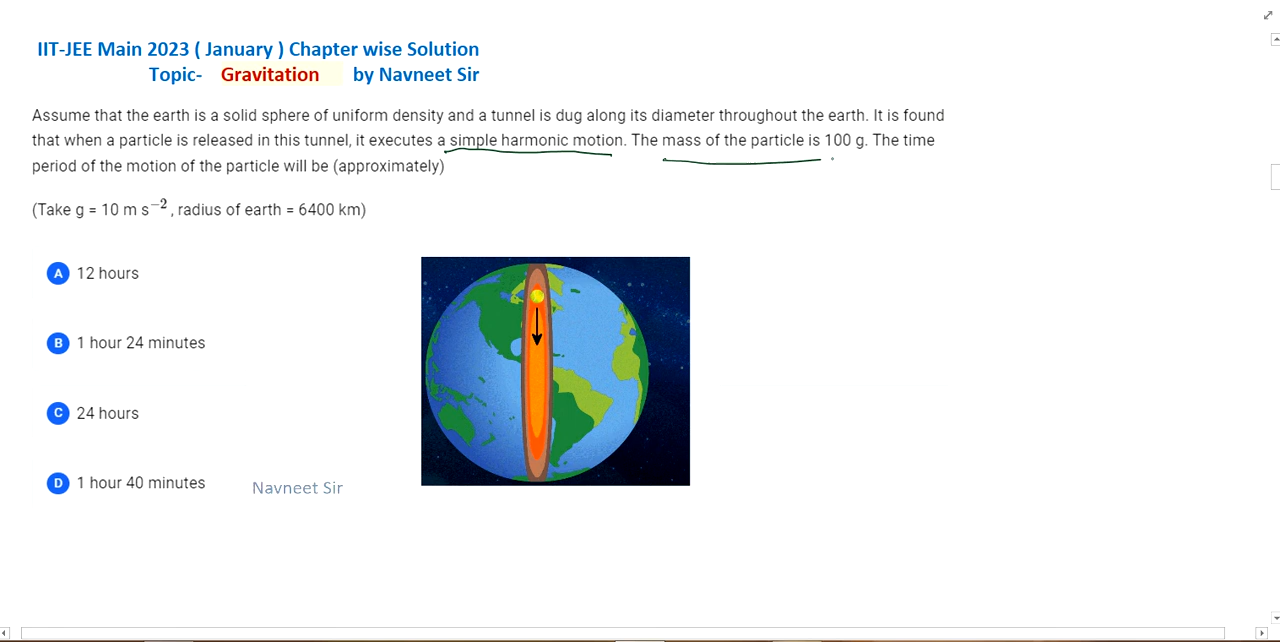 IIT-JEE Main 2023 ( January ) Chapter wise Solution
Topic- Gravitation by Navneet Sir
Assume that the earth is a solid sphere of uniform density and a tunnel is dug along its diameter throughout the earth. It is found
that when a particle is released in this tunnel, it executes a simple harmonic motion. The mass of the particle is 100 g. The time
period of the motion of the particle will be (approximately)
(Take g = 10 m s⁻² , radius of earth = 6400 km)
A 12 hours
B 1 hour 24 minutes
C 24 hours
D 1 hour 40 minutes
Navneet Sir